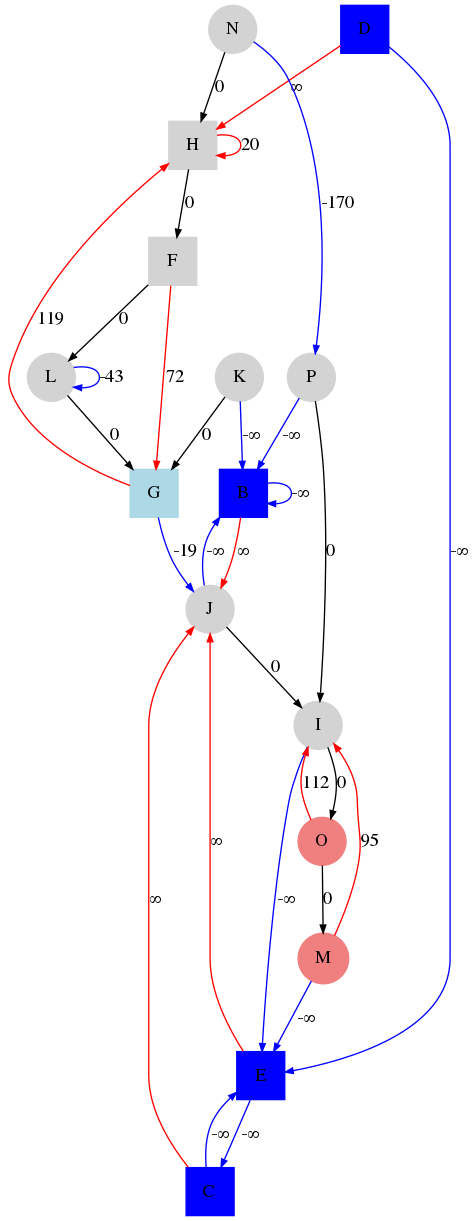 N D
0 ∞
H 20
-170
0
F
119 0 72
L -43 K P
0 0 -∞ -∞
G B -∞
-19 -∞ ∞ 0 -∞
J
0
I
112 0
∞ ∞ O 95
-∞ 0
M
-∞
E
-∞ -∞
C